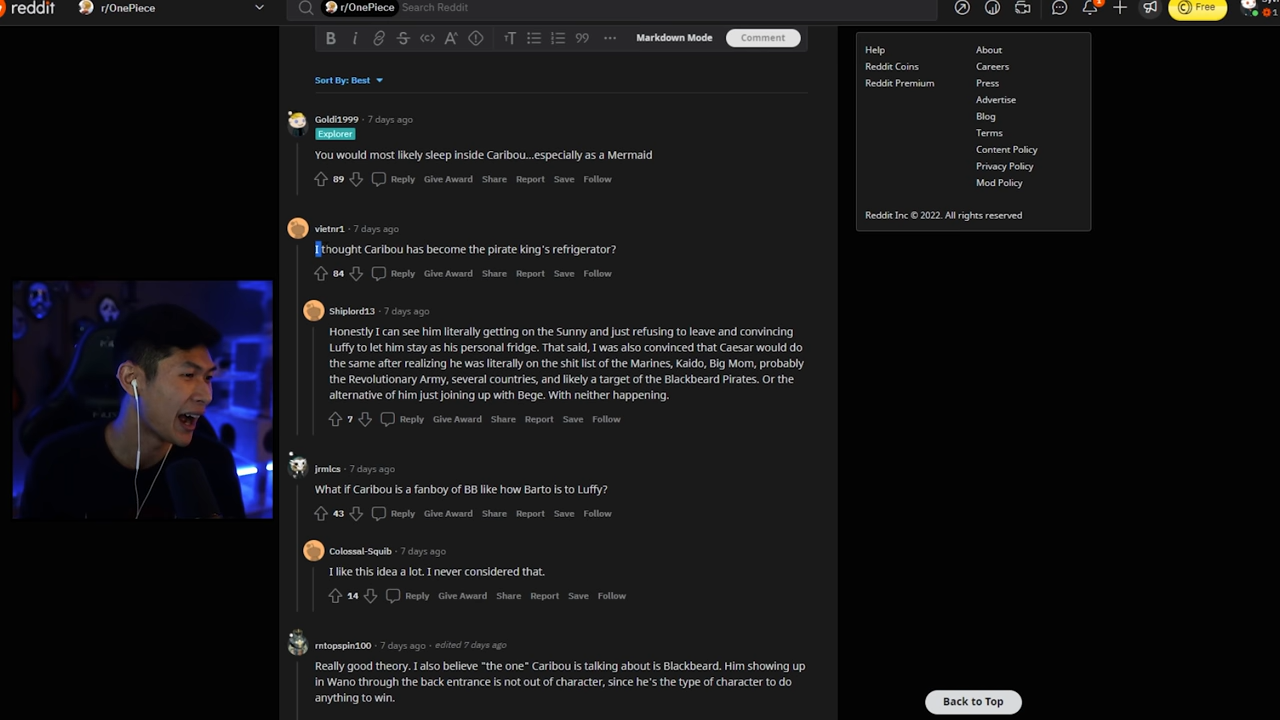 reddit r/OnePiece r/OnePiece Search Reddit Free
Markdown Mode Comment
Sort By: Best
Goldi1999 · 7 days ago
Explorer
You would most likely sleep inside Caribou...especially as a Mermaid
89 Reply Give Award Share Report Save Follow
vietnr1 · 7 days ago
I thought Caribou has become the pirate king's refrigerator?
84 Reply Give Award Share Report Save Follow
Shiplord13 · 7 days ago
Honestly I can see him literally getting on the Sunny and just refusing to leave and convincing
Luffy to let him stay as his personal fridge. That said, I was also convinced that Caesar would do
the same after realizing he was literally on the shit list of the Marines, Kaido, Big Mom, probably
the Revolutionary Army, several countries, and likely a target of the Blackbeard Pirates. Or the
alternative of him just joining up with Bege. With neither happening.
7 Reply Give Award Share Report Save Follow
jrmlcs · 7 days ago
What if Caribou is a fanboy of BB like how Barto is to Luffy?
43 Reply Give Award Share Report Save Follow
Colossal-Squib · 7 days ago
I like this idea a lot. I never considered that.
14 Reply Give Award Share Report Save Follow
rntopspin100 · 7 days ago · edited 7 days ago
Really good theory. I also believe "the one" Caribou is talking about is Blackbeard. Him showing up
in Wano through the back entrance is not out of character, since he's the type of character to do
anything to win.
Help About
Reddit Coins Careers
Reddit Premium Press
Advertise
Blog
Terms
Content Policy
Privacy Policy
Mod Policy
Reddit Inc © 2022. All rights reserved
Back to Top